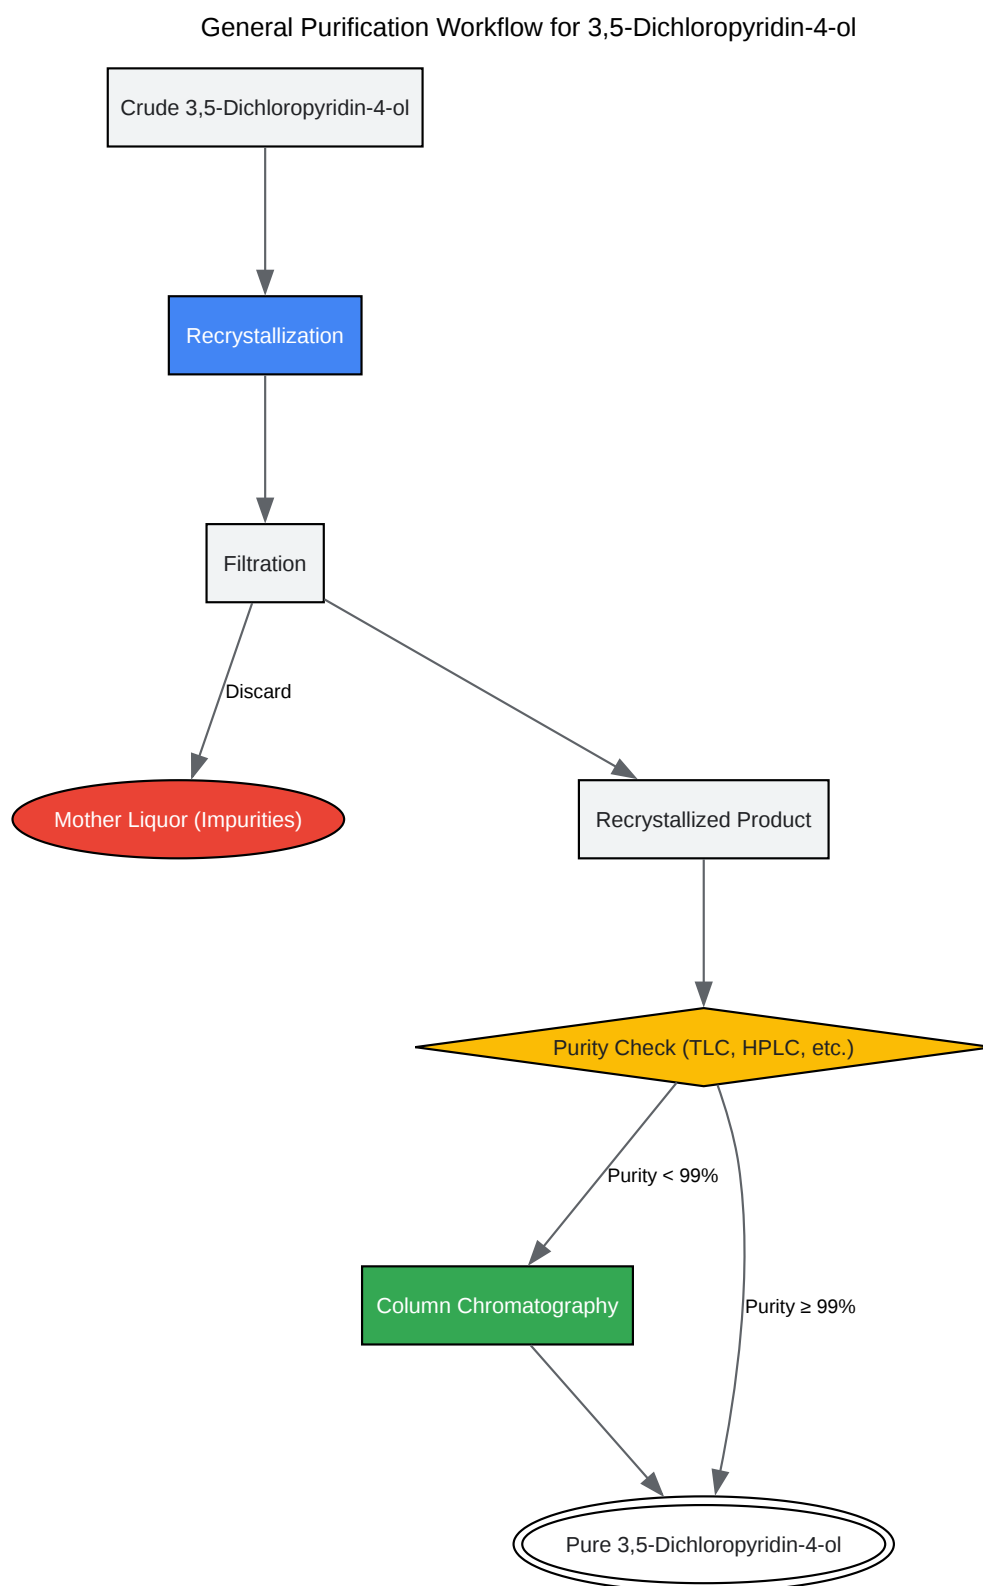 General Purification Workflow for 3,5-Dichloropyridin-4-ol
Crude 3,5-Dichloropyridin-4-ol
Recrystallization
Filtration
Discard
Mother Liquor (Impurities)
Recrystallized Product
Purity Check (TLC, HPLC, etc.)
Purity < 99%
Column Chromatography
Purity ≥ 99%
Pure 3,5-Dichloropyridin-4-ol